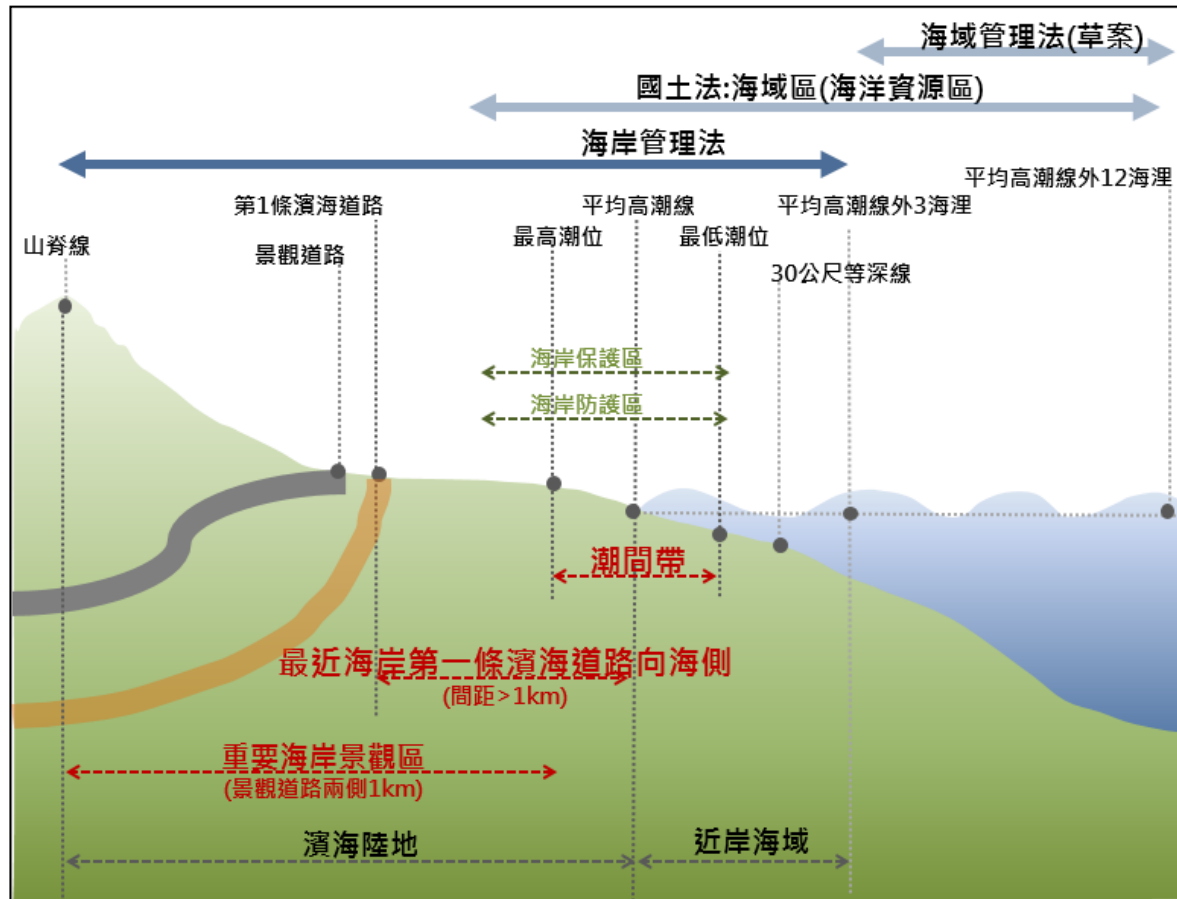 海域管理法(草案)
國土法:海域區(海洋資源區)
海岸管理法
平均高潮線外12海浬
第1條濱海道路
平均高潮線
平均高潮線外3海浬
山脊線
景觀道路
最高潮位
最低潮位
30公尺等深線
海岸保護區
海岸防護區
潮間帶
最近海岸第一條濱海道路向海側
(間距>1km)
重要海岸景觀區
(景觀道路兩側1km)
濱海陸地
近岸海域